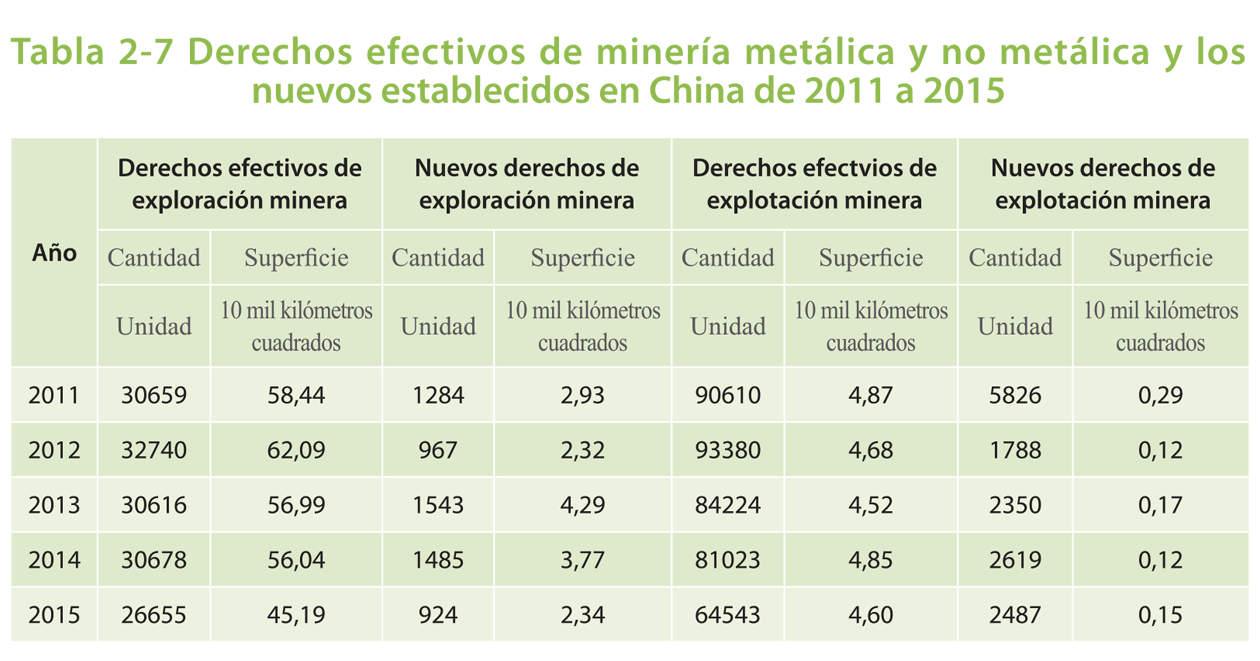 Tabla 2-7 Derechos efectivos de minería metálica y no metálica y los
nuevos establecidos en China de 2011 a 2015
Año
Derechos efectivos de
exploración minera
Nuevos derechos de
exploración minera
Derechos efectvios de
explotación minera
Nuevos derechos de
explotación minera
Cantidad Superficie Cantidad Superficie Cantidad Superficie Cantidad Superficie
Unidad
10 mil kilómetros
cuadrados
Unidad
10 mil kilómetros
cuadrados
Unidad
10 mil kilómetros
cuadrados
Unidad
10 mil kilómetros
cuadrados
2011 30659 58,44 1284 2,93 90610 4,87 5826 0,29
2012 32740 62,09 967 2,32 93380 4,68 1788 0,12
2013 30616 56,99 1543 4,29 84224 4,52 2350 0,17
2014 30678 56,04 1485 3,77 81023 4,85 2619 0,12
2015 26655 45,19 924 2,34 64543 4,60 2487 0,15